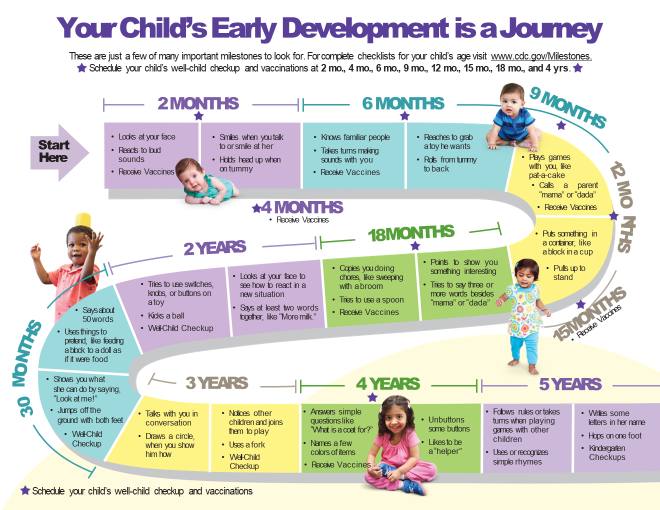 Your Child's Early Development is a Journey
These are just a few of many important milestones to look for. For complete checklists for your child's age visit www.cdc.gov/Milestones.
★ Schedule your child's well-child checkup and vaccinations at 2 mo., 4 mo., 6 mo., 9 mo., 12 mo., 15 mo., 18 mo., and 4 yrs. ★
Start
Here
2 MONTHS
• Looks at your face
• Reacts to loud
sounds
• Receive Vaccines
• Smiles when you talk
to or smile at her
• Holds head up when
on tummy
★4 MONTHS
• Receive Vaccines
6 MONTHS
• Knows familiar people
• Takes turns making
sounds with you
• Receive Vaccines
• Reaches to grab
a toy he wants
• Rolls from tummy
to back
9 MONTHS
• Plays games
with you, like
pat-a-cake
• Calls a parent
"mama" or "dada"
• Receive Vaccines
12 MONTHS
• Puts something in
a container, like
a block in a cup
• Pulls up to
stand
15 MONTHS
• Receive Vaccines
18 MONTHS
• Copies you doing
chores, like sweeping
with a broom
• Tries to use a spoon
• Receive Vaccines
• Points to show you
something interesting
• Tries to say three or
more words besides
"mama" or "dada"
2 YEARS
• Tries to use switches,
knobs, or buttons on
a toy
• Kicks a ball
• Well-Child Checkup
• Looks at your face to
see how to react in a
new situation
• Says at least two words
together, like "More milk."
30 MONTHS
• Says about
50 words
• Uses things to
pretend, like feeding
a block to a doll as
if it were food
• Shows you what
she can do by saying,
"Look at me!"
• Jumps off the
ground with both feet
• Well-Child
Checkup
3 YEARS
• Talks with you in
conversation
• Draws a circle,
when you show
him how
• Notices other
children and joins
them to play
• Uses a fork
• Well-Child
Checkup
4 YEARS
• Answers simple
questions like
"What is a coat for?"
• Names a few
colors of items
• Receive Vaccines
• Unbuttons
some buttons
• Likes to be
a "helper"
5 YEARS
• Follows rules or takes
turns when playing
games with other
children
• Uses or recognizes
simple rhymes
• Writes some
letters in her name
• Hops on one foot
• Kindergarten
Checkups
★ Schedule your child's well-child checkup and vaccinations